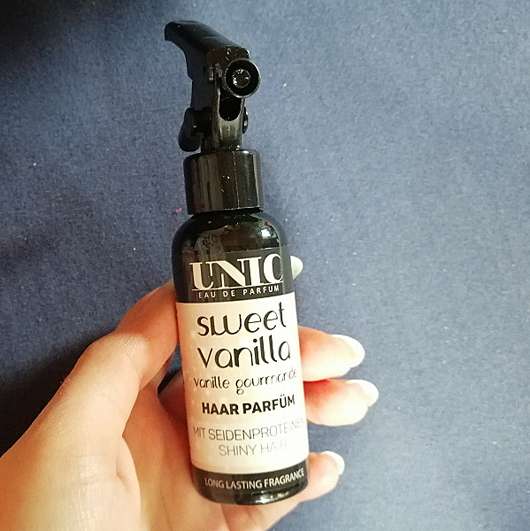 UNIC
EAU DE PARFUM
sweet
vanilla
vanille gourmande
HAAR PARFÜM
MIT SEIDENPROTEINEN
SHINY HAIR
LONG LASTING FRAGRANCE